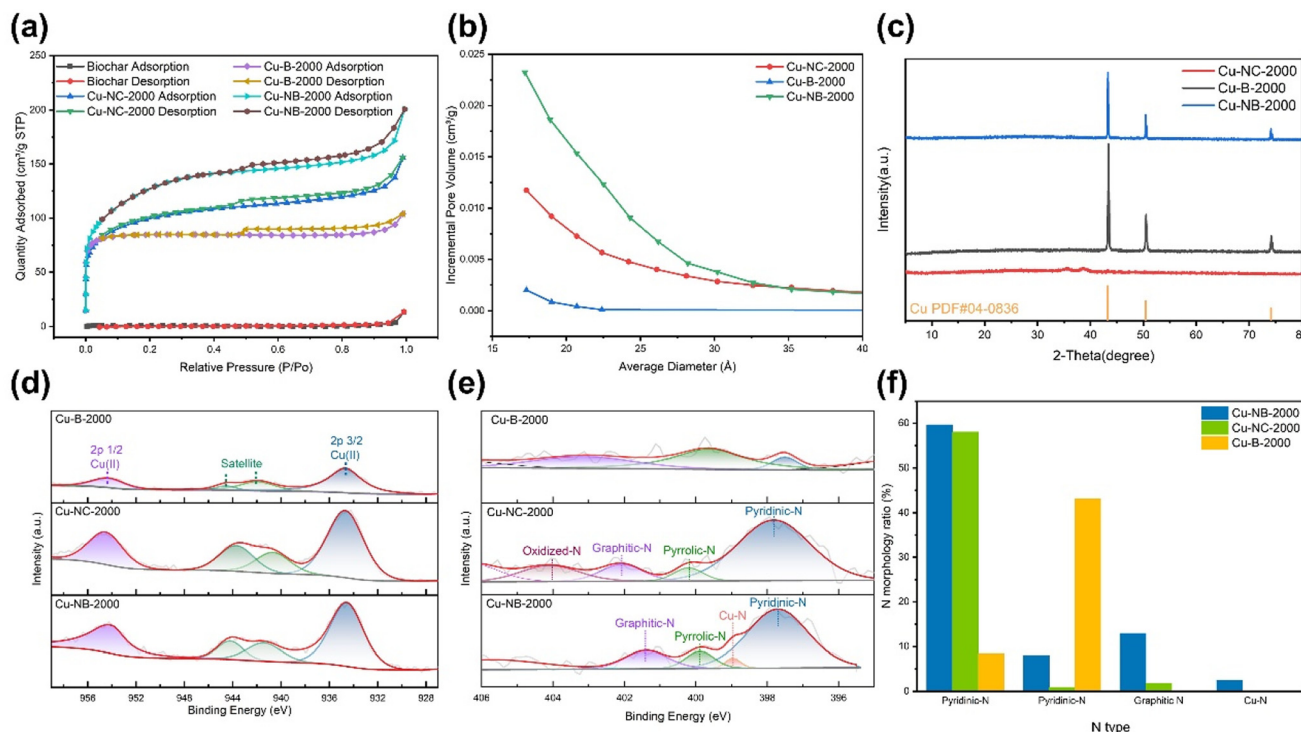 (a)
Biochar Adsorption
Biochar Desorption
Cu-NC-2000 Adsorption
Cu-NC-2000 Desorption
Cu-B-2000 Adsorption
Cu-B-2000 Desorption
Cu-NB-2000 Adsorption
Cu-NB-2000 Desorption
Quantity Adsorbed (cm³/g STP)
250
200
150
100
50
0
0.0 0.2 0.4 0.6 0.8 1.0
Relative Pressure (P/Po)
(b)
Cu-NC-2000
Cu-B-2000
Cu-NB-2000
Incremental Pore Volume (cm³/g)
0.025
0.020
0.015
0.010
0.005
0.000
15 20 25 30 35 40
Average Diameter (Å)
(c)
Cu-NC-2000
Cu-B-2000
Cu-NB-2000
Intensity(a.u.)
Cu PDF#04-0836
10 20 30 40 50 60 70 80
2-Theta(degree)
(d)
Cu-B-2000
2p 1/2
Cu(II)
Satellite
2p 3/2
Cu(II)
Cu-NC-2000
Cu-NB-2000
Intensity (a.u.)
956 952 948 944 940 936 932 928
Binding Energy (eV)
(e)
Cu-B-2000
Cu-NC-2000
Oxidized-N
Graphitic-N
Pyrrolic-N
Pyridinic-N
Cu-NB-2000
Graphitic-N
Pyrrolic-N
Cu-N
Pyridinic-N
Intensity (a.u.)
406 404 402 400 398 396
Binding Energy (eV)
(f)
Cu-NB-2000
Cu-NC-2000
Cu-B-2000
N morphology ratio (%)
60
50
40
30
20
10
0
Pyridinic-N Pyridinic-N Graphitic N Cu-N
N type